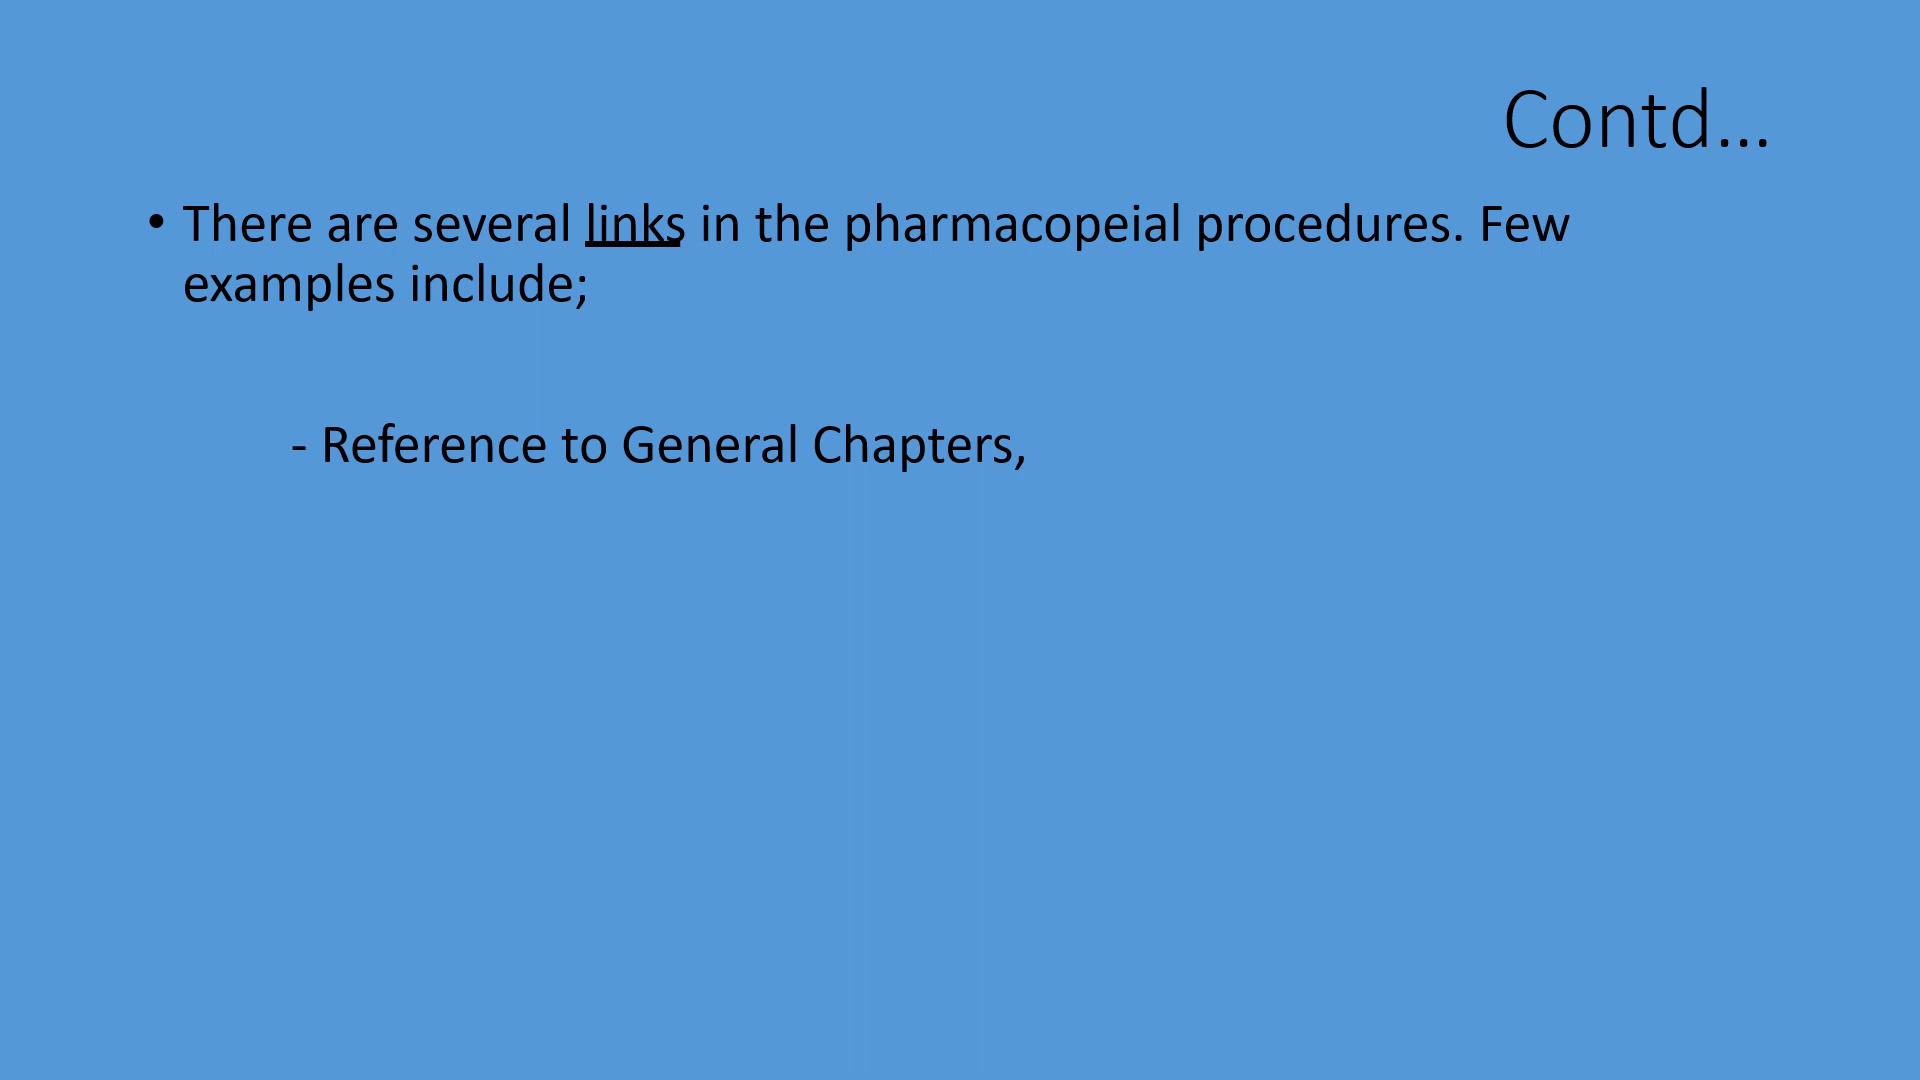 Contd...
• There are several links in the pharmacopeial procedures. Few
examples include;
- Reference to General Chapters,